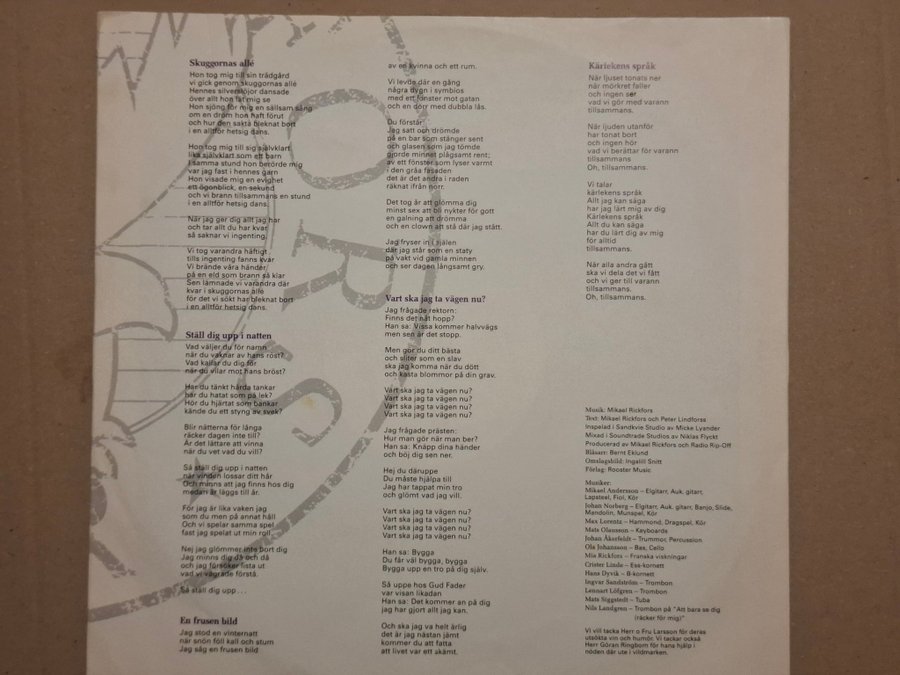 Skuggornas allé
Hon tog mig till sin trädgård
vi gick genom skuggornas allé
Hennes silversjöor dansade
över allt hon lät mig se
Hon sjöng för mig en sällsam sång
om en dröm hon haft förut
och hur den sakta bleknat bort
i en alltför hetsig dans.
Hon tog mig till sig självklart
lika självklart som ett barn
I samma stund hon berörde mig
var jag fast i hennes garn
Hon visade mig en evighet
ett ögonblick, en sekund
och vi brann tillsammans en stund
i en alltför hetsig dans.
När jag ger dig allt jag har
och tar allt du har kvar
så saknar vi ingenting.
Vi tog varandra häftigt
tills ingenting fanns kvar
Vi brände våra händer
på en eld som brann så klar
Sen lämnade vi varandra där
kvar i skuggornas allé
för det vi sökt har bleknat bort
i en alltför hetsig dans.
Ställ dig upp i natten
Vad väljer du för namn
när du vaknar av hans röst?
Vad kallar du dig för
när du vilar mot hans bröst?
Har du tänkt hårda tankar
har du hatat som på lek?
Hör du hjärtat som bankar
kände du ett styng av svek?
Blir nätterna för långa
räcker dagen inte till?
Är det lättare att vinna
när du vet vad du vill?
Så ställ dig upp i natten
när vinden lossar ditt hår
Och minns att jag finns hos dig
medan år läggs till år.
För jag är lika vaken jag
som du men på annat håll
Och vi spelar samma spel
fast jag spelat ut min roll.
Nej jag glömmer inte bort dig
Jag minns dig då och då
och jag försöker lista ut
vad vi vägrade förstå.
Så ställ dig upp . . .
En frusen bild
Jag stod en vinternatt
när snön föll kall och stum
Jag såg en frusen bild
av en kvinna och ett rum.
Vi levde där en gång
några dygn i symbios
med ett fönster mot gatan
och en dörr med dubbla lås.
Du förstår
Jag satt och drömde
på en bar som stänger sent
och glasen som jag tömde
gjorde minnet plågsamt rent;
av ett fönster som lyser varmt
i den gråa fasaden
det är det andra i raden
räknat ifrån norr.
Det tog år att glömma dig
minst sex att bli nykter för gott
en galning att drömma
och en clown att stå där jag stått.
Jag fryser in i själen
där jag står som en staty
på vakt vid gamla minnen
och ser dagen långsamt gry.
Vart ska jag ta vägen nu?
Jag frågade rektorn:
Finns det nåt hopp?
Han sa: Vissa kommer halvvägs
men sen är det stopp.
Men gör du ditt bästa
och sliter som en slav
ska jag komma när du dött
och kasta blommor på din grav.
Vart ska jag ta vägen nu?
Vart ska jag ta vägen nu?
Vart ska jag ta vägen nu?
Vart ska jag ta vägen nu?
Jag frågade prästen:
Hur man gör när man ber?
Han sa: Knäpp dina händer
och böj dig sen ner.
Hej du däruppe
Du måste hjälpa till
Jag har tappat min tro
och glömt vad jag vill.
Vart ska jag ta vägen nu?
Vart ska jag ta vägen nu?
Vart ska jag ta vägen nu?
Han sa: Bygga
Du får väl bygga, bygga
Bygga upp en tro på dig själv.
Så uppe hos Gud Fader
var visan likadan
Han sa: Det kommer an på dig
jag har gjort allt jag kan.
Och ska jag va helt ärlig
det är jag nästan jämt
kommer du att fatta
att livet var ett skämt.
Kärlekens språk
När ljuset tonats ner
när mörkret faller
och ingen ser
vad vi gör med varann
tillsammans.
När ljuden utanför
har tonat bort
och ingen hör
vad vi berättar för varann
tillsammans
Oh, tillsammans.
Vi talar
kärlekens språk
Allt jag kan säga
har jag lärt mig av dig
Kärlekens språk
Allt du kan säga
har du lärt dig av mig
för alltid
tillsammans.
När alla andra gått
ska vi dela det vi fått
och vi ger till varann
tillsammans.
Oh, tillsammans.
Musik: Mikael Rickfors
Text: Mikael Rickfors och Peter Lindforss
Inspelad i Sandkvie Studio av Micke Lyander
Mixad i Soundtrade Studios av Niklas Flyckt
Producerad av Mikael Rickfors och Radio Rip-Off
Blåsarr: Bernt Eklund
Omslagsbild: Ingalill Snitt
Förlag: Rooster Music
Musiker:
Mikael Andersson – Elgitarr, Auk. gitarr,
Lapsteel, Fiol, Kör
Johan Norberg – Elgitarr, Auk. gitarr, Banjo, Slide,
Mandolin, Munspel, Kör
Max Lorentz – Hammond, Dragspel, Kör
Mats Olausson – Keyboards
Johan Åkerfeldt – Trummor, Percussion
Ola Johansson – Bas, Cello
Mia Rickfors – Franska viskningar
Crister Linde – Ess-kornett
Hans Dyvik – B-kornett
Ingvar Sandström – Trombon
Lennart Löfgren – Trombon
Mats Siggstedt – Tuba
Nils Landgren – Trombon på "Att bara se dig
(räcker för mig)"
Vi vill tacka Herr o Fru Larsson för deras
utsökta vin och humör. Vi tackar också
Herr Göran Ringbom för hans hjälp i
nöden där ute i vildmarken.
ORS